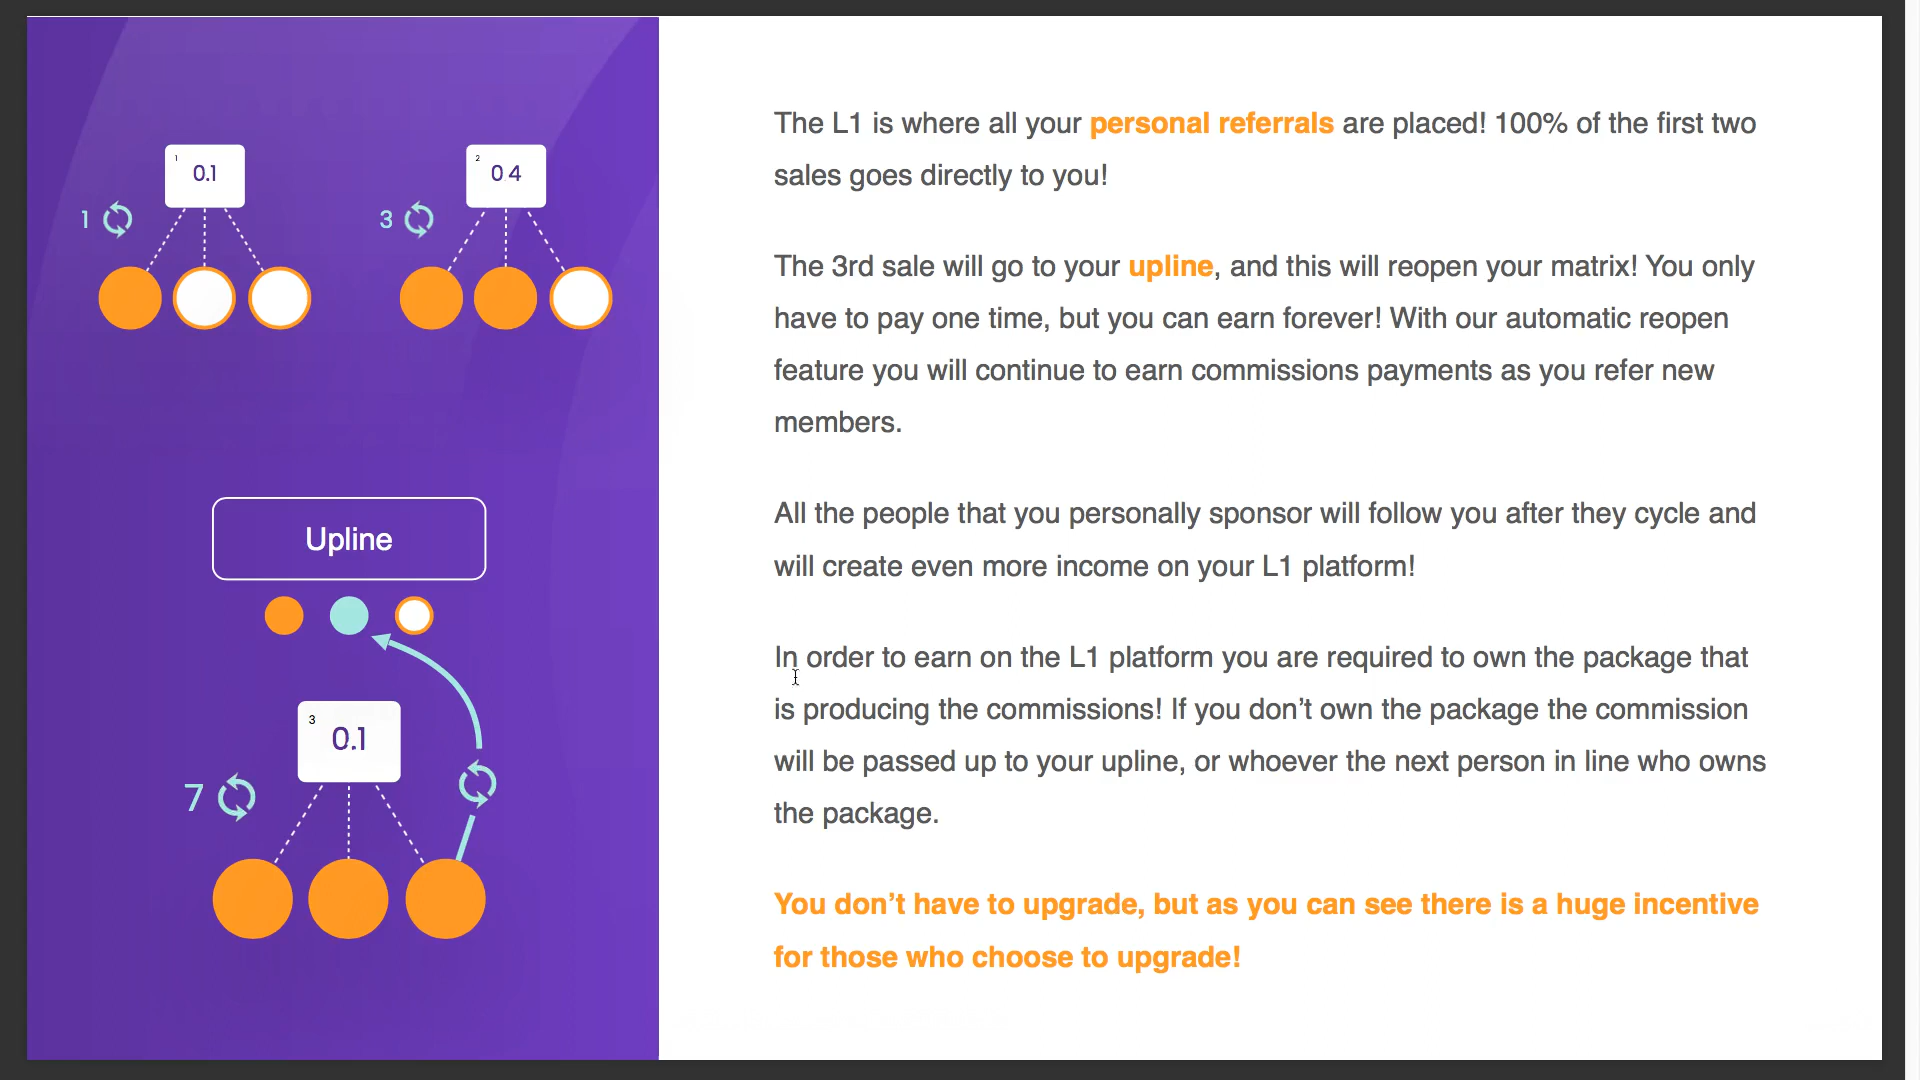 1
0.1
1
2
0 4
3
Upline
3
0.1
7
The L1 is where all your personal referrals are placed! 100% of the first two
sales goes directly to you!
The 3rd sale will go to your upline, and this will reopen your matrix! You only
have to pay one time, but you can earn forever! With our automatic reopen
feature you will continue to earn commissions payments as you refer new
members.
All the people that you personally sponsor will follow you after they cycle and
will create even more income on your L1 platform!
In order to earn on the L1 platform you are required to own the package that
is producing the commissions! If you don’t own the package the commission
will be passed up to your upline, or whoever the next person in line who owns
the package.
You don’t have to upgrade, but as you can see there is a huge incentive
for those who choose to upgrade!